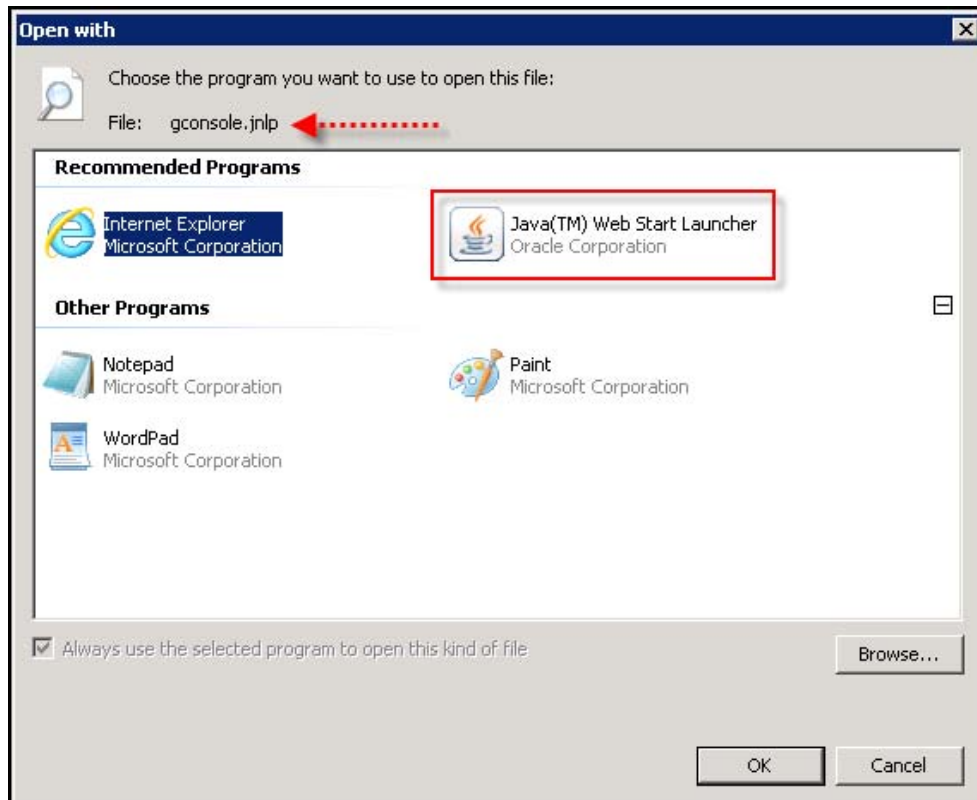 Open with
Choose the program you want to use to open this file:
File: gconsole.jnlp
Recommended Programs
Internet Explorer
Microsoft Corporation
Java(TM) Web Start Launcher
Oracle Corporation
Other Programs
Notepad
Microsoft Corporation
Paint
Microsoft Corporation
WordPad
Microsoft Corporation
Always use the selected program to open this kind of file
Browse...
OK
Cancel